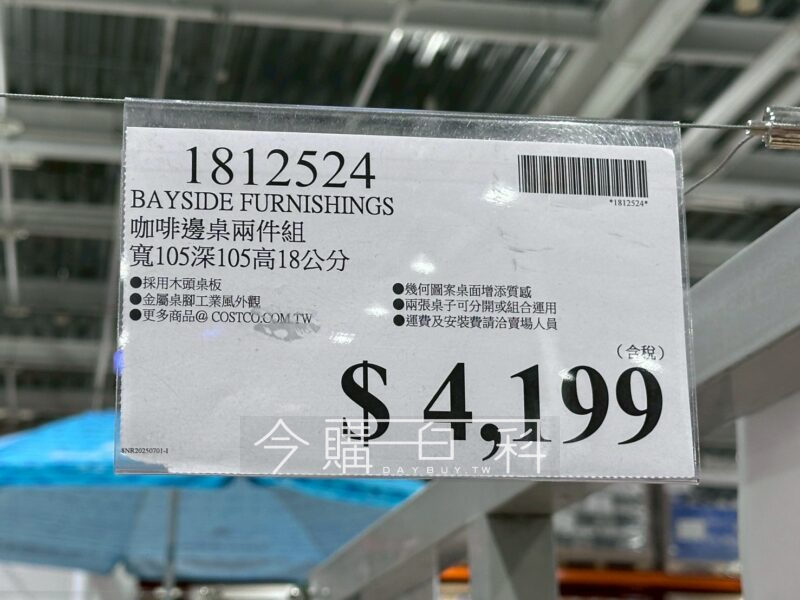 1812524
*1812524*
BAYSIDE FURNISHINGS
咖啡邊桌兩件組
寬105深105高18公分
●採用木頭桌板
●金屬桌腳工業風外觀
●更多商品@ COSTCO.COM.TW
●幾何圖案桌面增添質感
●兩張桌子可分開或組合運用
●運費及安裝費請洽賣場人員
(含稅)
$ 4,199
SNR20250701-I
今購百科
DAYBUY.TW